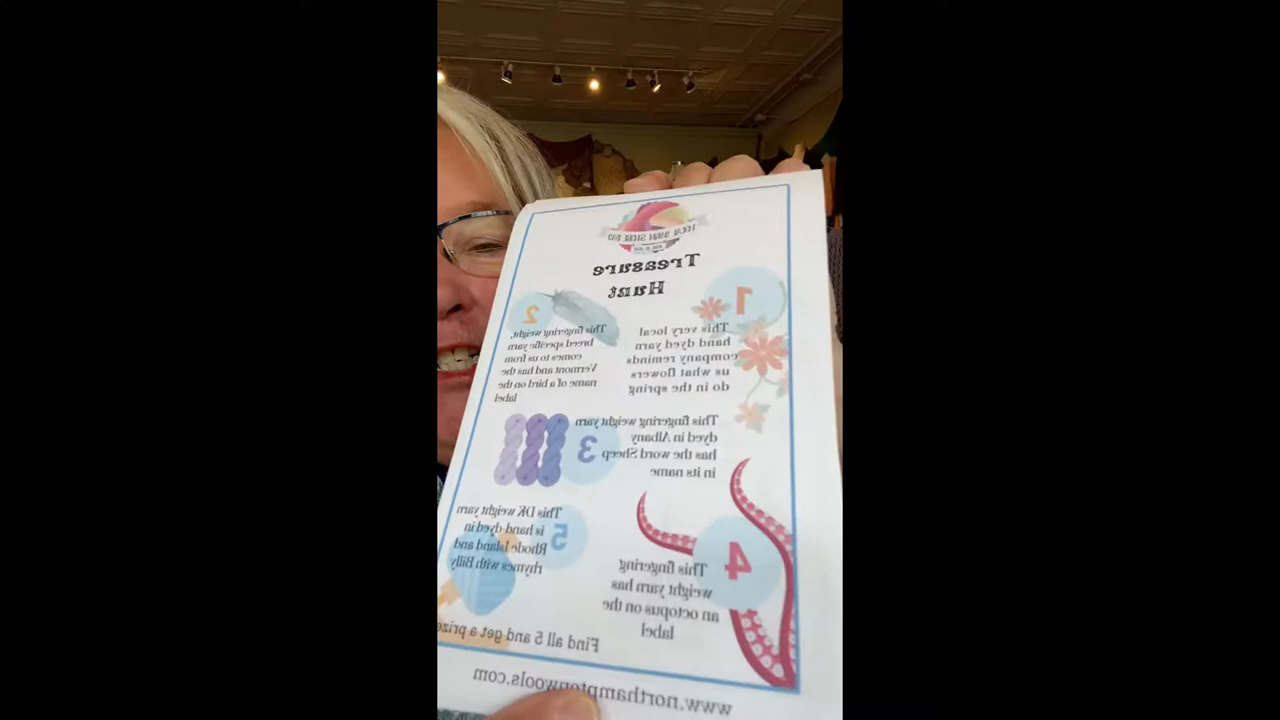 LOCAL YARN STORE DAY
Treasure
Hunt
1
This very local
hand dyed yarn
company reminds
us what flowers
do in the spring
2
This fingering weight,
breed specific yarn
comes to us from
Vermont and has the
name of a bird on the
label
3
This fingering weight yarn
dyed in Albany
has the word Sheep
in its name
4
This fingering
weight yarn has
an octopus on the
label
5
This DK weight yarn
is hand dyed in
Rhode Island and
rhymes with Billy
Find all 5 and get a prize
www.northamptonwools.com